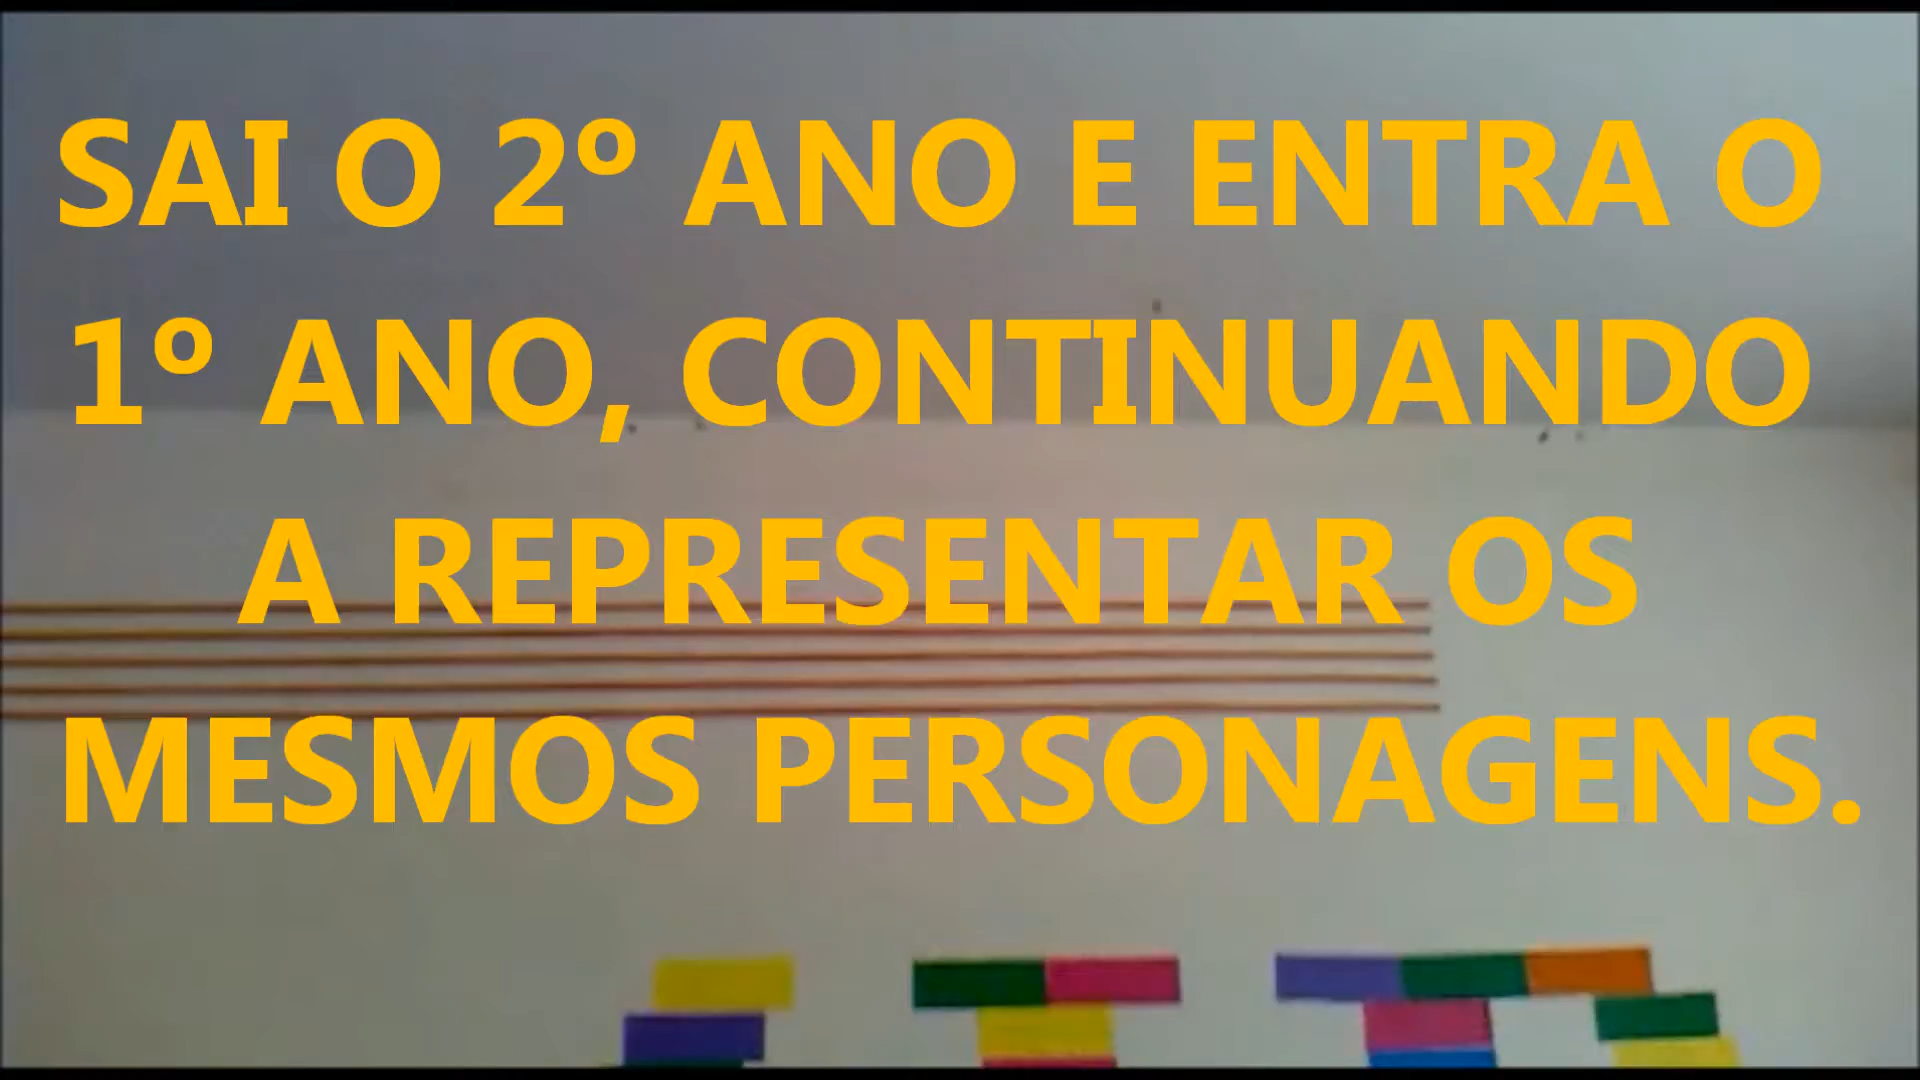 SAI O 2º ANO E ENTRA O
1º ANO, CONTINUANDO
A REPRESENTAR OS
MESMOS PERSONAGENS.